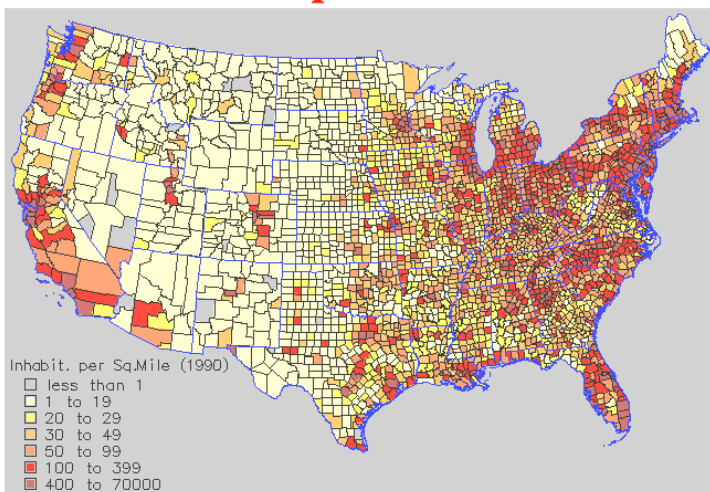 Inhabit. per Sq.Mile (1990)
less than 1
1 to 19
20 to 29
30 to 49
50 to 99
100 to 399
400 to 70000